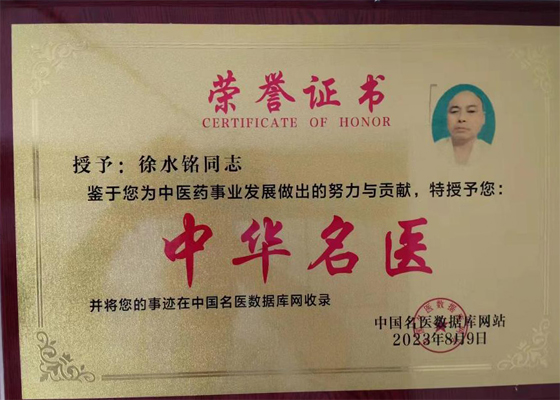 荣誉证书
CERTIFICATE OF HONOR
授予：徐水铭同志
鉴于您为中医药事业发展做出的努力与贡献，特授予您：
中华名医
并将您的事迹在中国名医数据库网收录
中国名医数据库网站
2023年8月9日